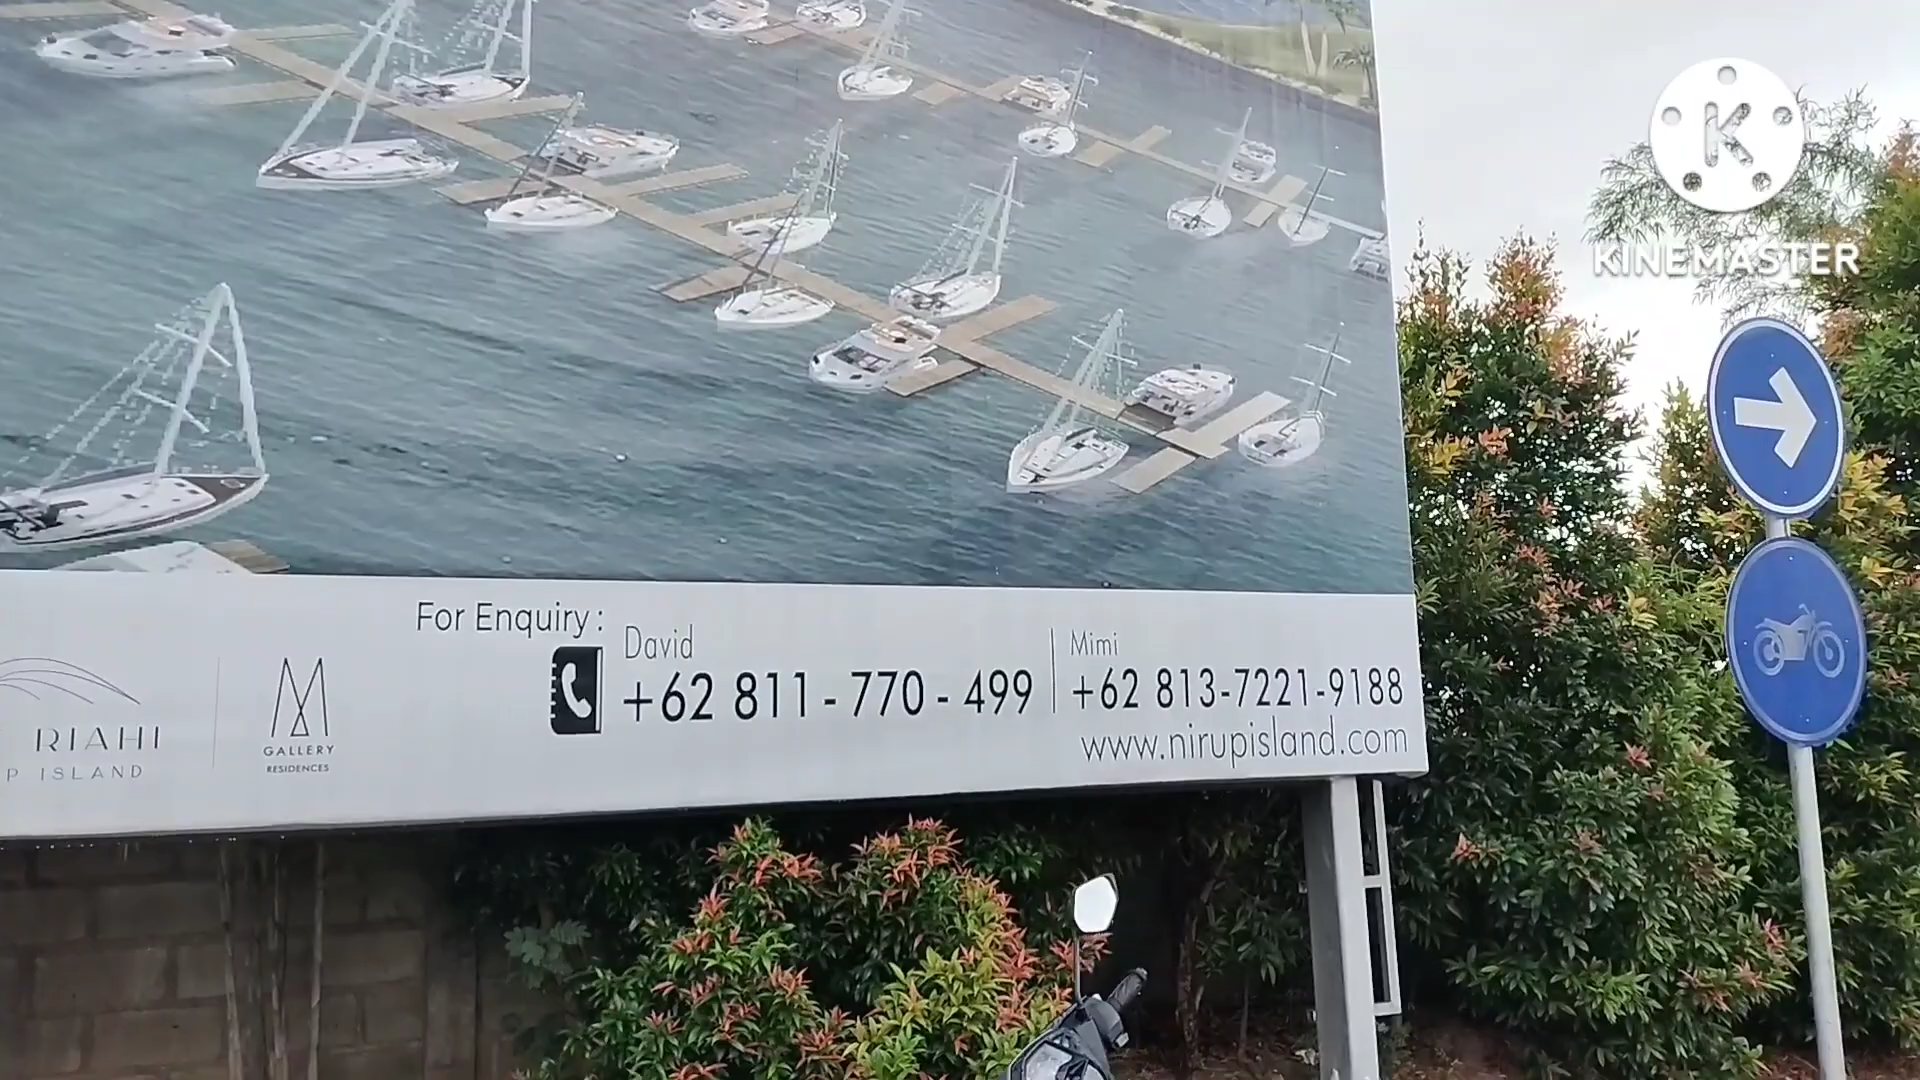 K
KINEMASTER
For Enquiry :
David
+62 811 - 770 - 499
Mimi
+62 813-7221-9188
www.nirupisland.com
RIAHI
P ISLAND
M
GALLERY
RESIDENCES